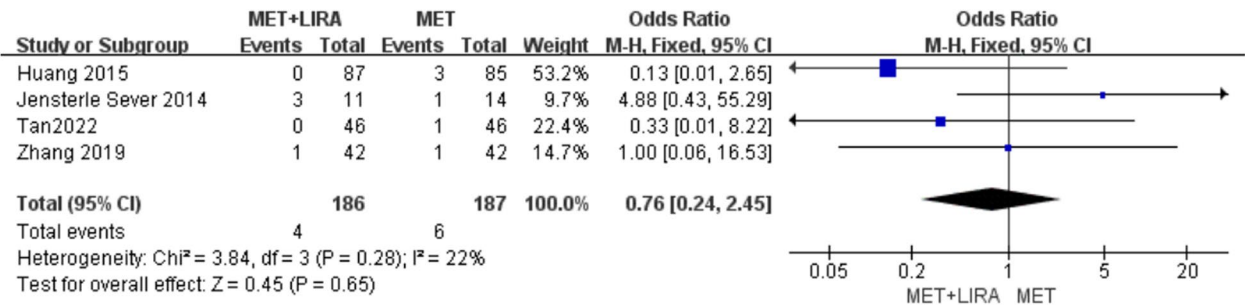 MET+LIRA MET Odds Ratio Odds Ratio
Study or Subgroup Events Total Events Total Weight M-H, Fixed, 95% CI M-H, Fixed, 95% CI
Huang 2015 0 87 3 85 53.2% 0.13 [0.01, 2.65]
Jensterle Sever 2014 3 11 1 14 9.7% 4.88 [0.43, 55.29]
Tan2022 0 46 1 46 22.4% 0.33 [0.01, 8.22]
Zhang 2019 1 42 1 42 14.7% 1.00 [0.06, 16.53]
Total (95% CI) 186 187 100.0% 0.76 [0.24, 2.45]
Total events 4 6
Heterogeneity: Chi² = 3.84, df = 3 (P = 0.28); I² = 22%
Test for overall effect: Z = 0.45 (P = 0.65)
0.05 0.2 1 5 20
MET+LIRA MET